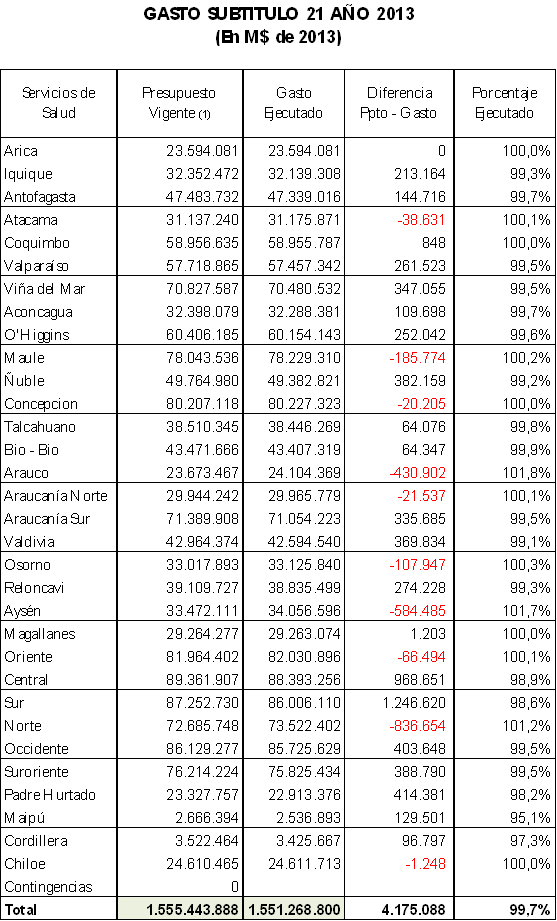 GASTO SUBTITULO 21 AÑO 2013
(En M$ de 2013)
Servicios de Salud Presupuesto Vigente (1) Gasto Ejecutado Diferencia Ppto - Gasto Porcentaje Ejecutado
Arica 23.594.081 23.594.081 0 100,0%
Iquique 32.352.472 32.139.308 213.164 99,3%
Antofagasta 47.483.732 47.339.016 144.716 99,7%
Atacama 31.137.240 31.175.871 -38.631 100,1%
Coquimbo 58.956.635 58.955.787 848 100,0%
Valparaíso 57.718.865 57.457.342 261.523 99,5%
Viña del Mar 70.827.587 70.480.532 347.055 99,5%
Aconcagua 32.398.079 32.288.381 109.698 99,7%
O'Higgins 60.406.185 60.154.143 252.042 99,6%
Maule 78.043.536 78.229.310 -185.774 100,2%
Ñuble 49.764.980 49.382.821 382.159 99,2%
Concepcion 80.207.118 80.227.323 -20.205 100,0%
Talcahuano 38.510.345 38.446.269 64.076 99,8%
Bio - Bio 43.471.666 43.407.319 64.347 99,9%
Arauco 23.673.467 24.104.369 -430.902 101,8%
Araucanía Norte 29.944.242 29.965.779 -21.537 100,1%
Araucanía Sur 71.389.908 71.054.223 335.685 99,5%
Valdivia 42.964.374 42.594.540 369.834 99,1%
Osorno 33.017.893 33.125.840 -107.947 100,3%
Reloncavi 39.109.727 38.835.499 274.228 99,3%
Aysén 33.472.111 34.056.596 -584.485 101,7%
Magallanes 29.264.277 29.263.074 1.203 100,0%
Oriente 81.964.402 82.030.896 -66.494 100,1%
Central 89.361.907 88.393.256 968.651 98,9%
Sur 87.252.730 86.006.110 1.246.620 98,6%
Norte 72.685.748 73.522.402 -836.654 101,2%
Occidente 86.129.277 85.725.629 403.648 99,5%
Suroriente 76.214.224 75.825.434 388.790 99,5%
Padre Hurtado 23.327.757 22.913.376 414.381 98,2%
Maipú 2.666.394 2.536.893 129.501 95,1%
Cordillera 3.522.464 3.425.667 96.797 97,3%
Chiloe 24.610.465 24.611.713 -1.248 100,0%
Contingencias 0
Total 1.555.443.888 1.551.268.800 4.175.088 99,7%